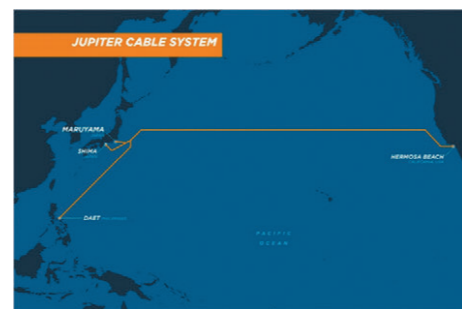 JUPITER CABLE SYSTEM
MARUYAMA
SHIMA
HERMOSA BEACH
DAET
PACIFIC
OCEAN